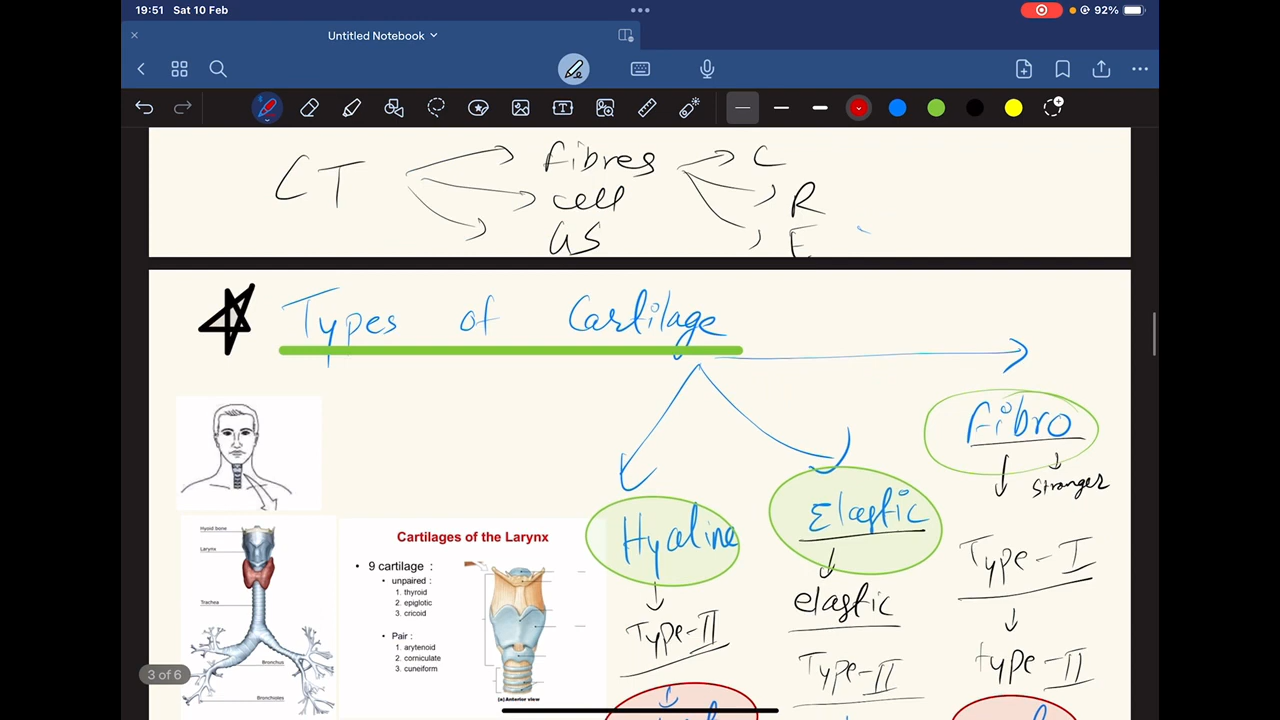 19:51 Sat 10 Feb
92%
Untitled Notebook
CT
fibres
cell
GS
C
R
E
Types of Cartilage
Fibro
Stronger
Elastic
Hyaline
Type-I
elastic
Type-II
Type-II
type-II
Hyoid bone
Larynx
Trachea
Bronchus
Bronchioles
Cartilages of the Larynx
• 9 cartilage :
• unpaired :
1. thyroid
2. epiglotic
3. cricoid
• Pair :
1. arytenoid
2. corniculate
3. cuneiform
(a) Anterior view
3 of 6